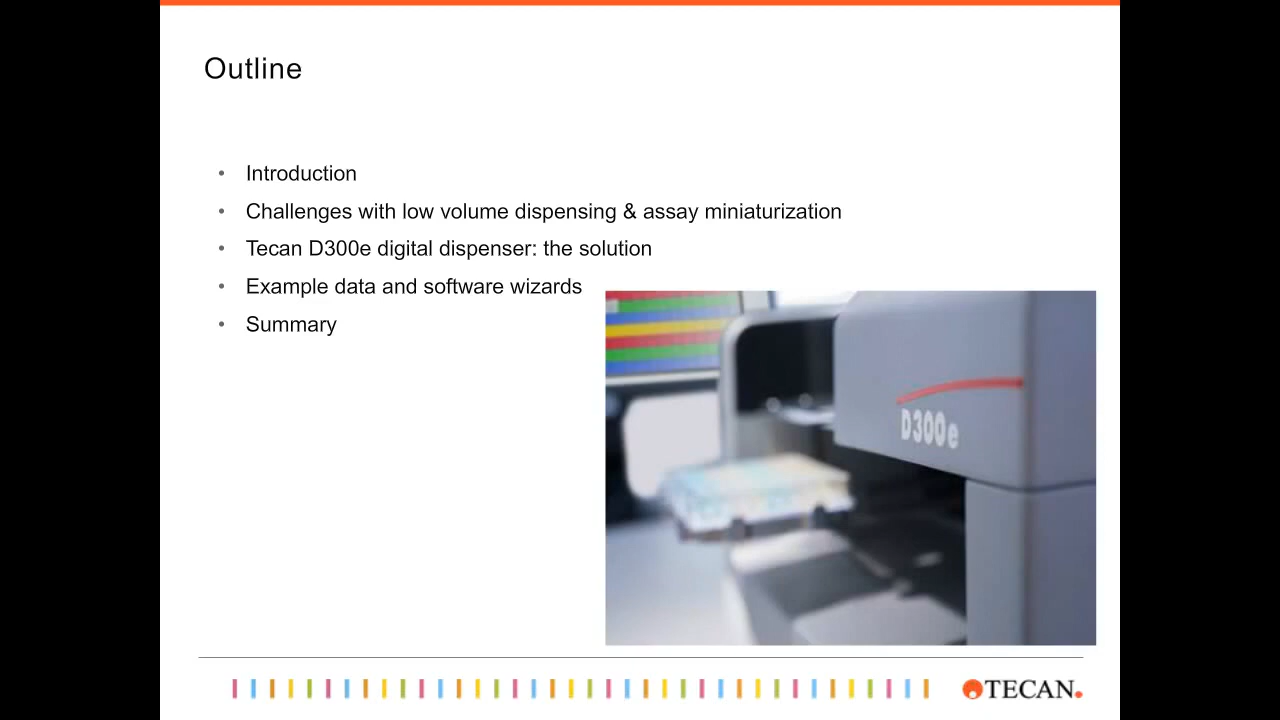 Outline
• Introduction
• Challenges with low volume dispensing & assay miniaturization
• Tecan D300e digital dispenser: the solution
• Example data and software wizards
• Summary
D300e
TECAN.